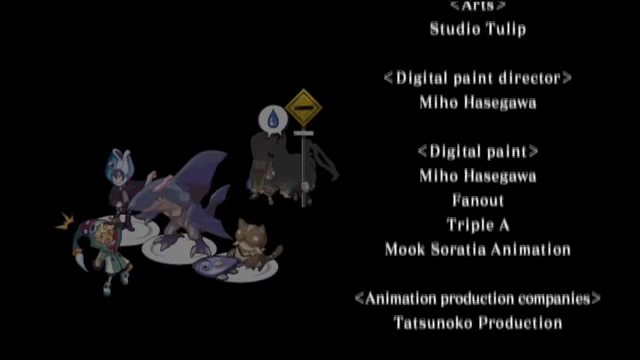 <Arts>
Studio Tulip
<Digital paint director>
Miho Hasegawa
<Digital paint>
Miho Hasegawa
Fanout
Triple A
Mook Soratia Animation
<Animation production companies>
Tatsunoko Production